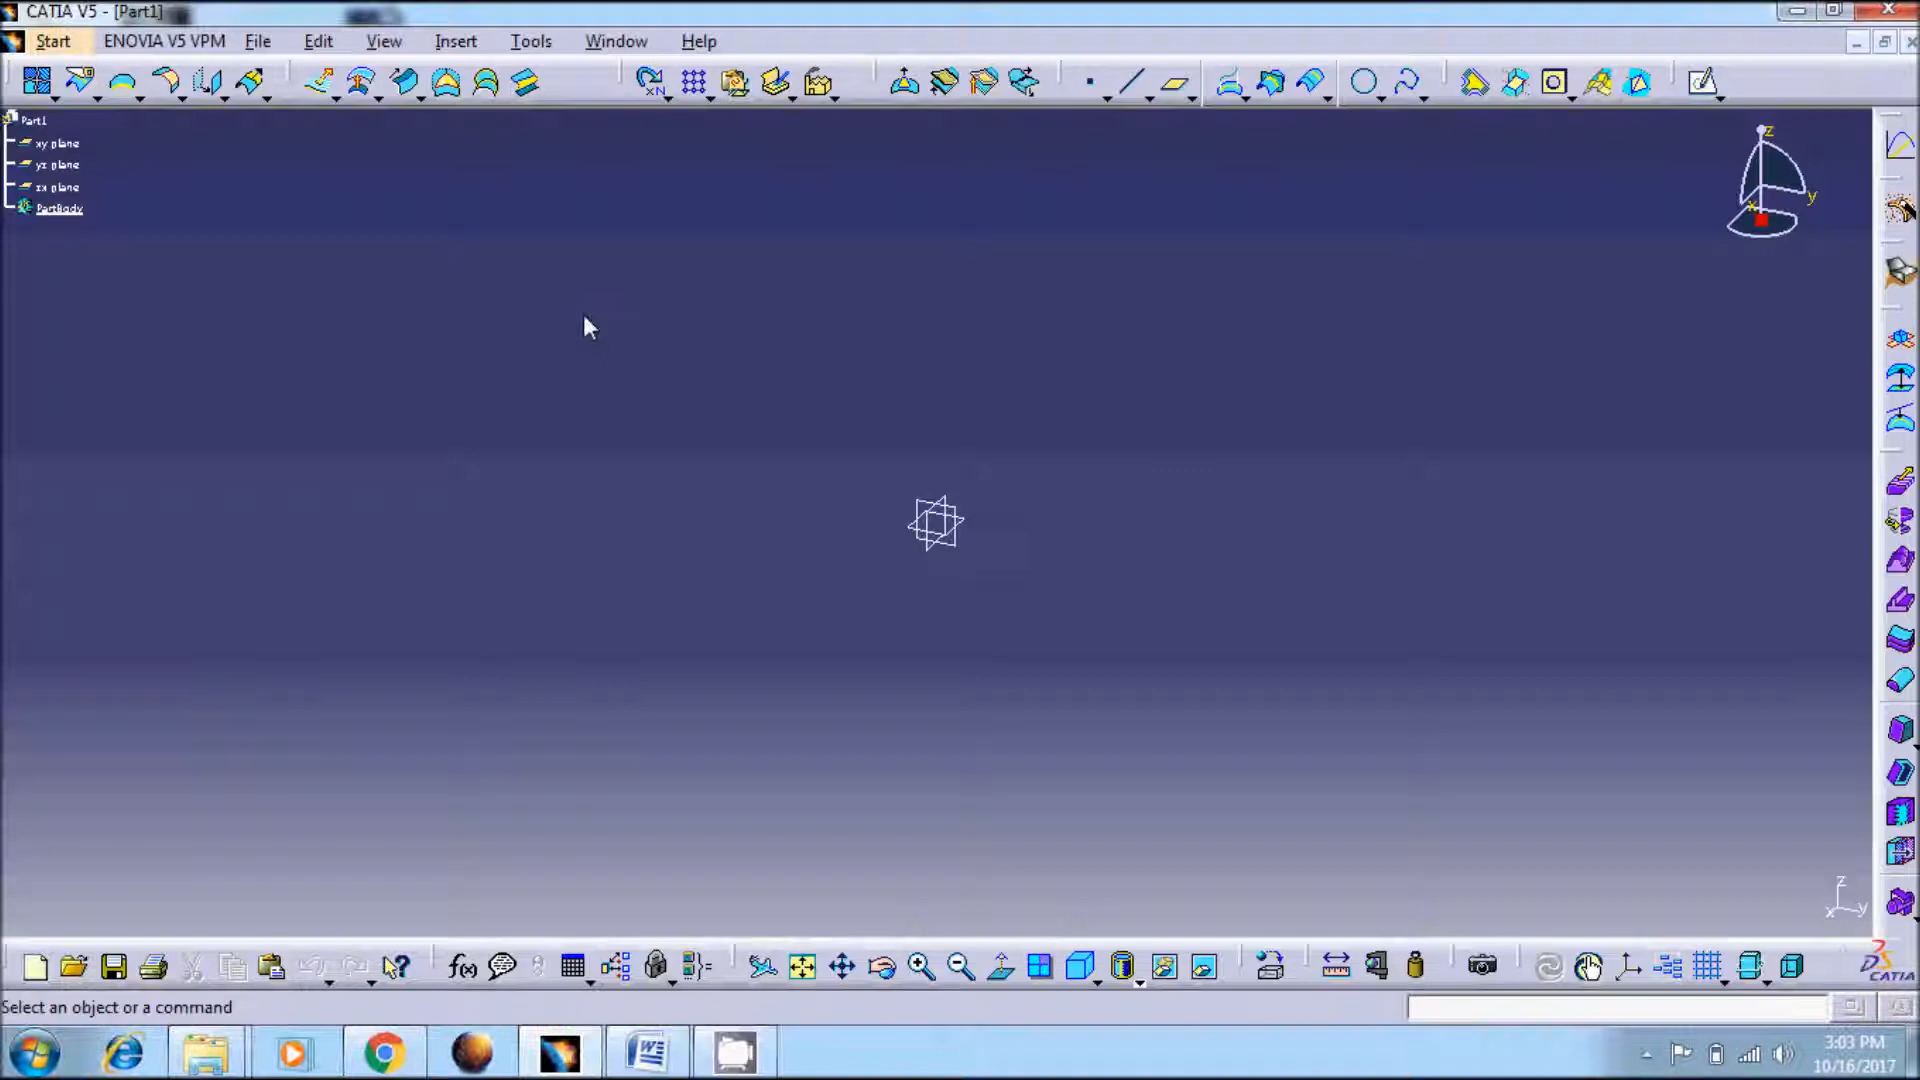 CATIA V5 - [Part1]
Start ENOVIA V5 VPM File Edit View Insert Tools Window Help
Part1
xy plane
yz plane
zx plane
PartBody
z
y
x
z
x y
f(x)
Select an object or a command
CATIA
3:03 PM
10/16/2017